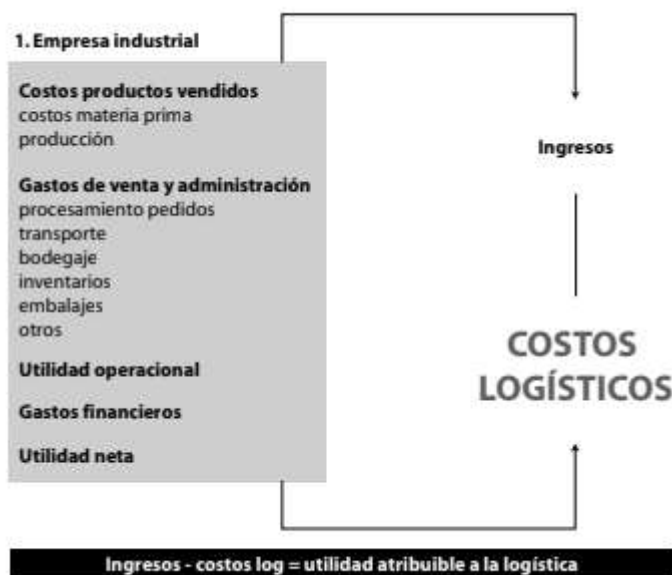 1. Empresa industrial
Costos productos vendidos
costos materia prima
producción
Gastos de venta y administración
procesamiento pedidos
transporte
bodegaje
inventarios
embalajes
otros
Utilidad operacional
Gastos financieros
Utilidad neta
Ingresos
COSTOS
LOGÍSTICOS
Ingresos - costos log = utilidad atribuible a la logística